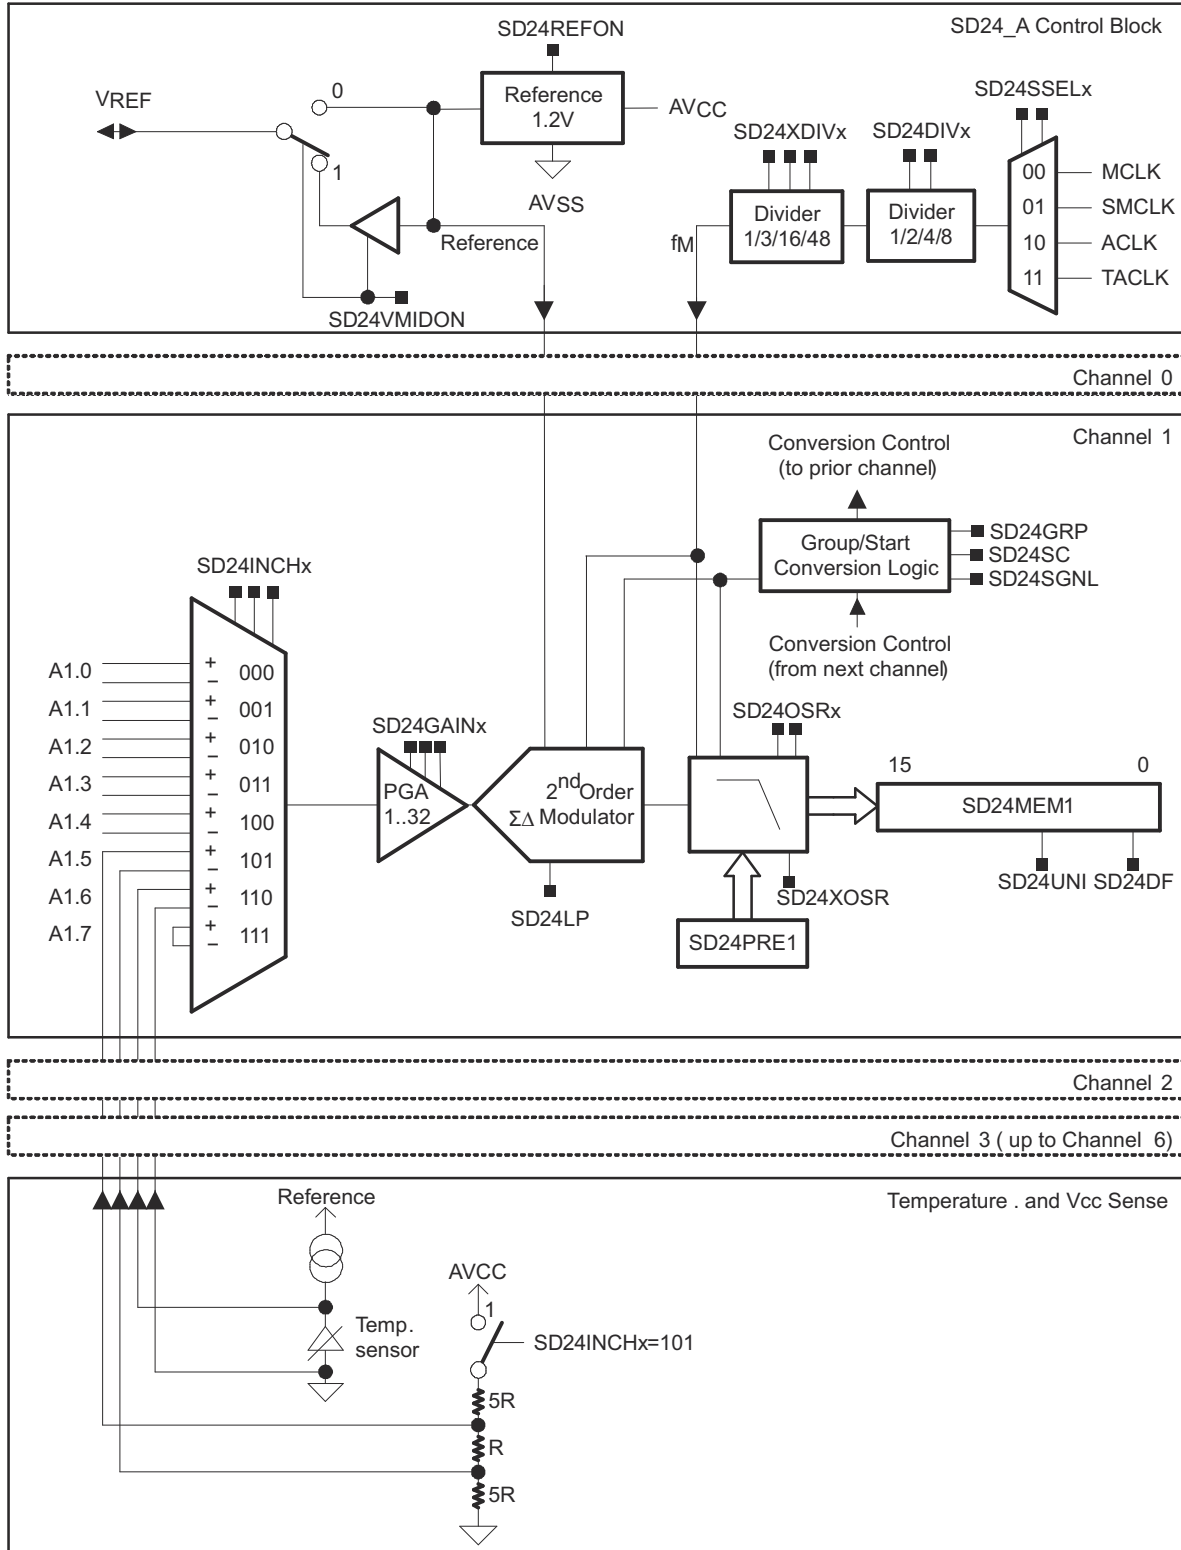 SD24_A Control Block
SD24REFON
VREF
0
1
Reference
1.2V
AVCC
AVSS
Reference
SD24VMIDON
fM
SD24XDIVx
Divider
1/3/16/48
SD24DIVx
Divider
1/2/4/8
SD24SSELx
00
MCLK
01
SMCLK
10
ACLK
11
TACLK
Channel 0
Channel 1
Conversion Control
(to prior channel)
Group/Start
Conversion Logic
SD24GRP
SD24SC
SD24SGNL
Conversion Control
(from next channel)
SD24INCHx
A1.0
+
−
000
A1.1
+
−
001
A1.2
+
−
010
A1.3
+
−
011
A1.4
+
−
100
A1.5
+
−
101
A1.6
+
−
110
A1.7
+
−
111
SD24GAINx
PGA
1..32
2nd Order
ΣΔ Modulator
SD24LP
SD24OSRx
SD24XOSR
SD24PRE1
15
0
SD24MEM1
SD24UNI
SD24DF
Channel 2
Channel 3 ( up to Channel 6)
Temperature . and Vcc Sense
Reference
Temp.
sensor
AVCC
1
SD24INCHx=101
5R
R
5R